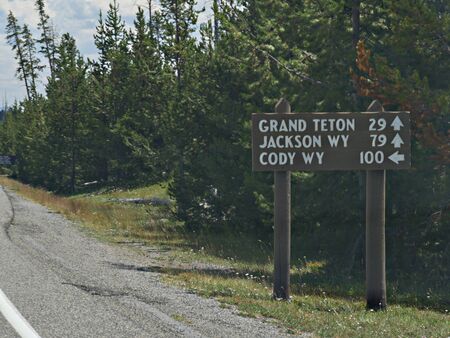 GRAND TETON 29 ↑
JACKSON WY 79 ↑
CODY WY 100 ←